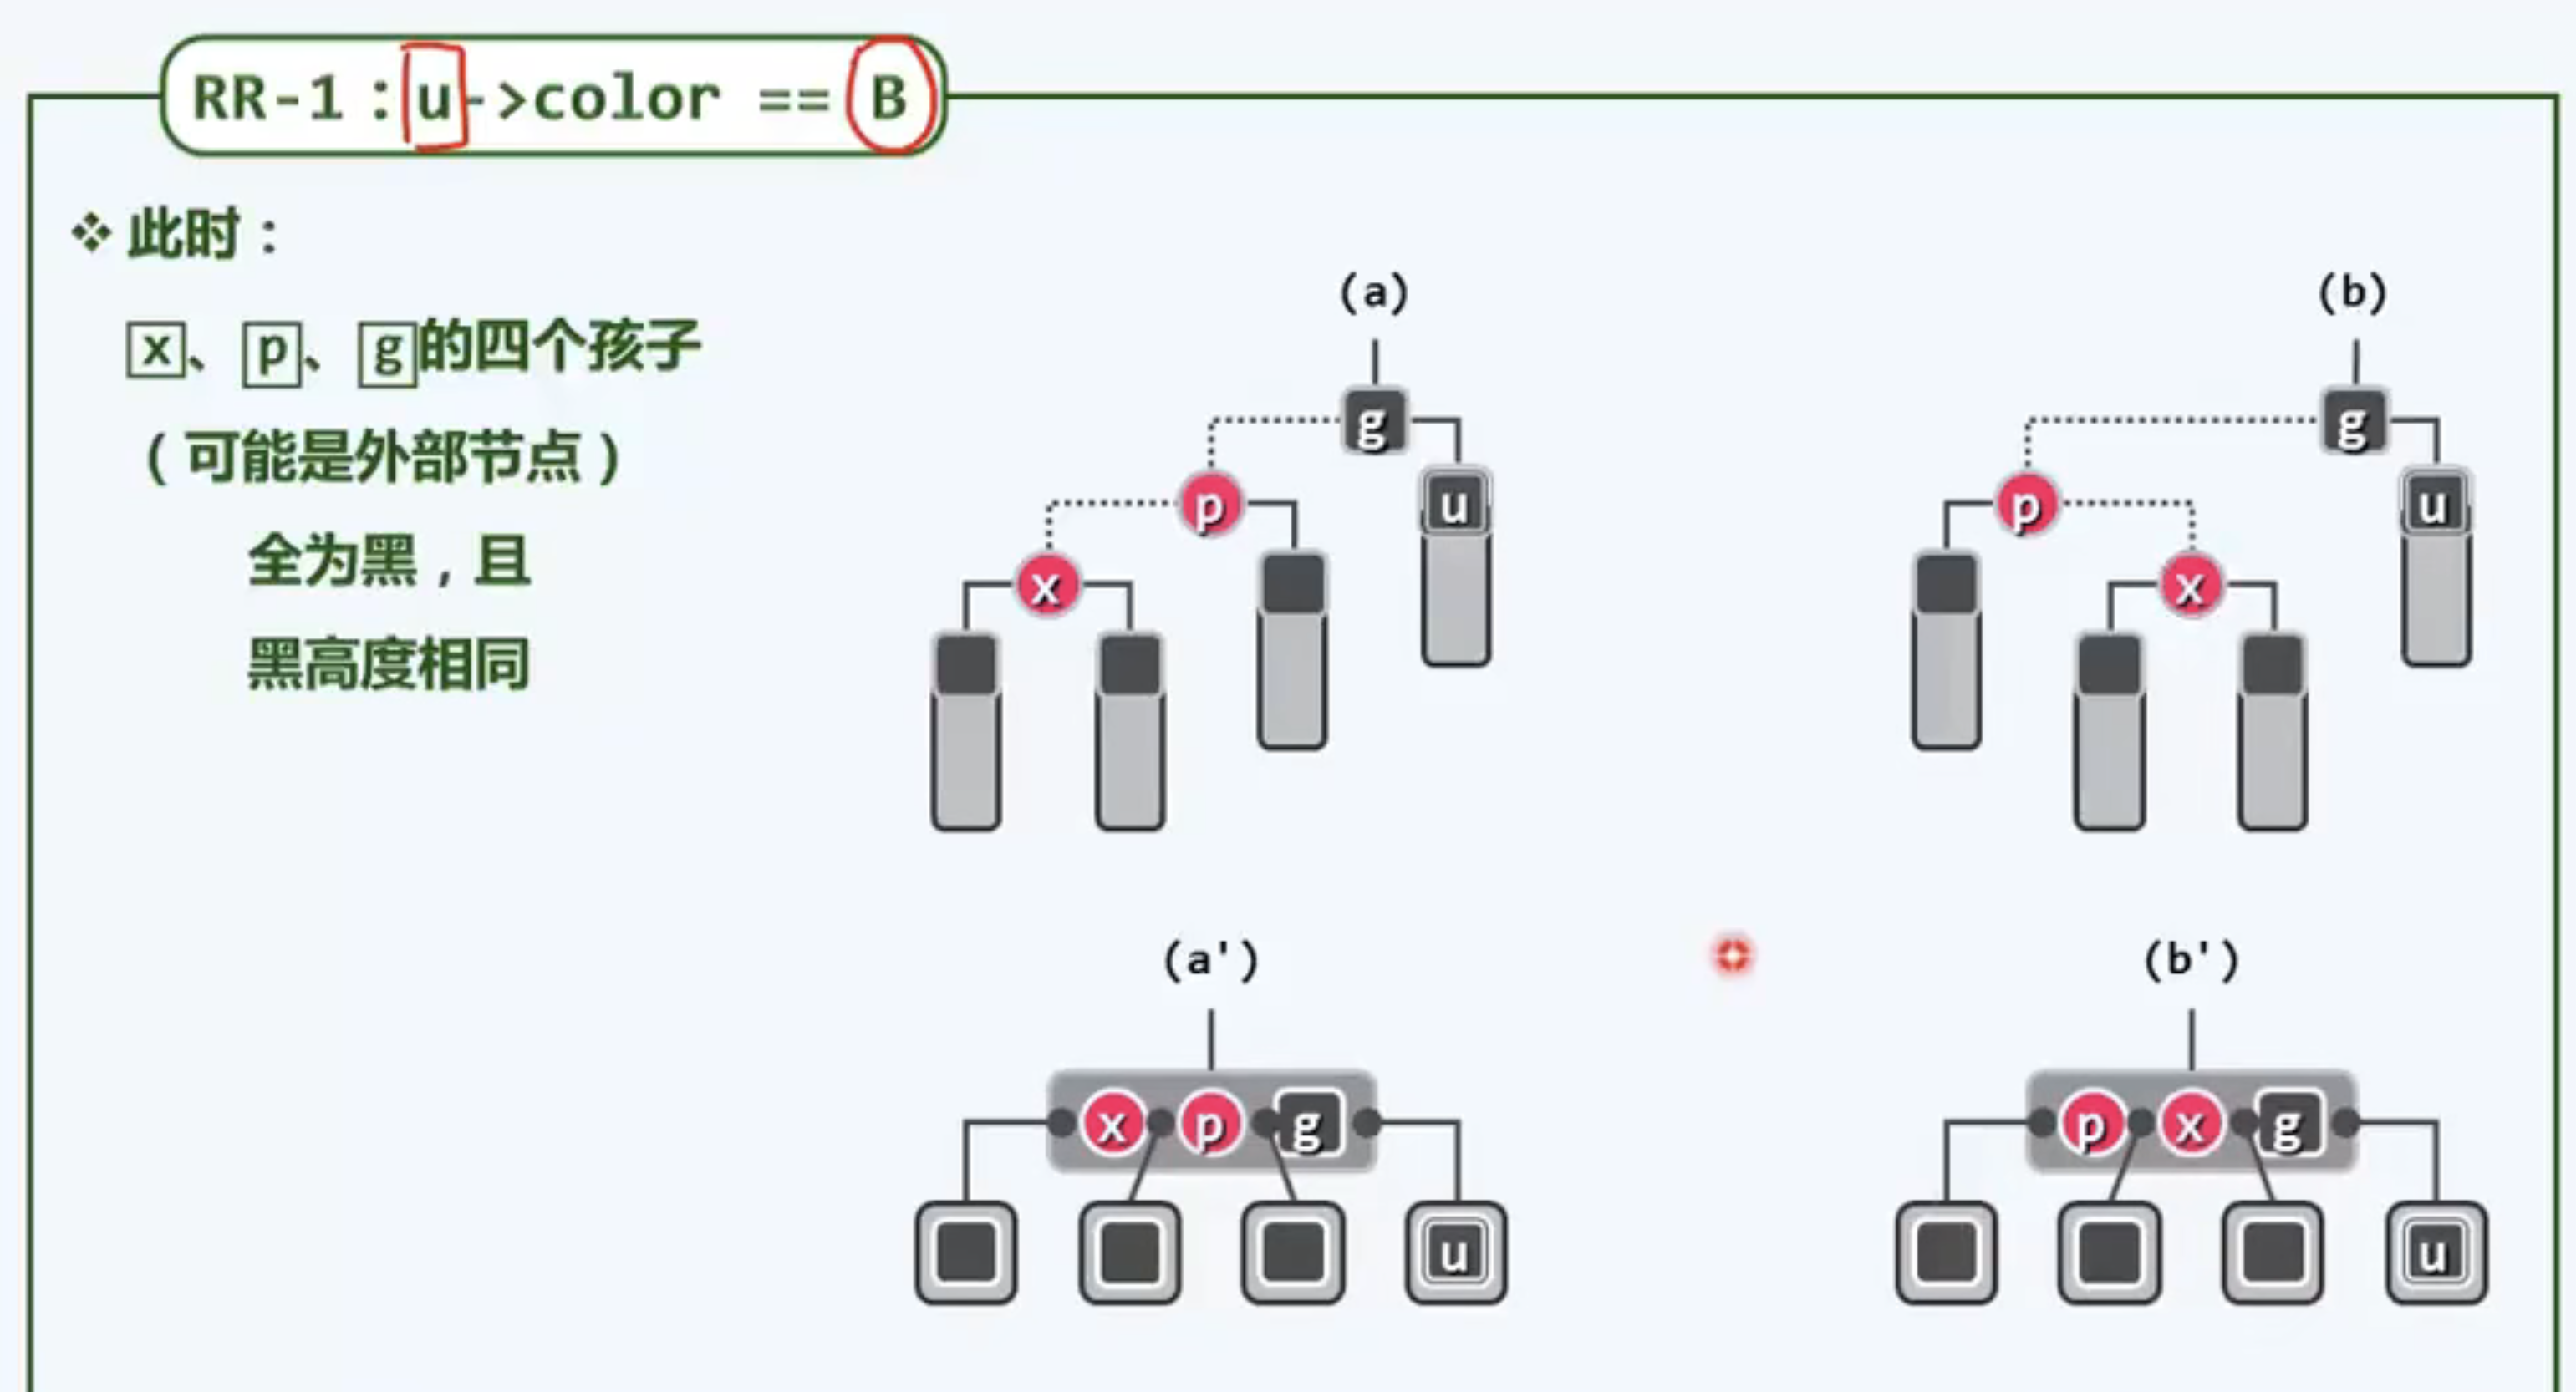 RR-1：u->color == B
❖ 此时：
x、p、g的四个孩子
（可能是外部节点）
全为黑，且
黑高度相同
(a)
g
p
u
x
(b)
g
p
u
x
(a')
x p g
u
(b')
p x g
u